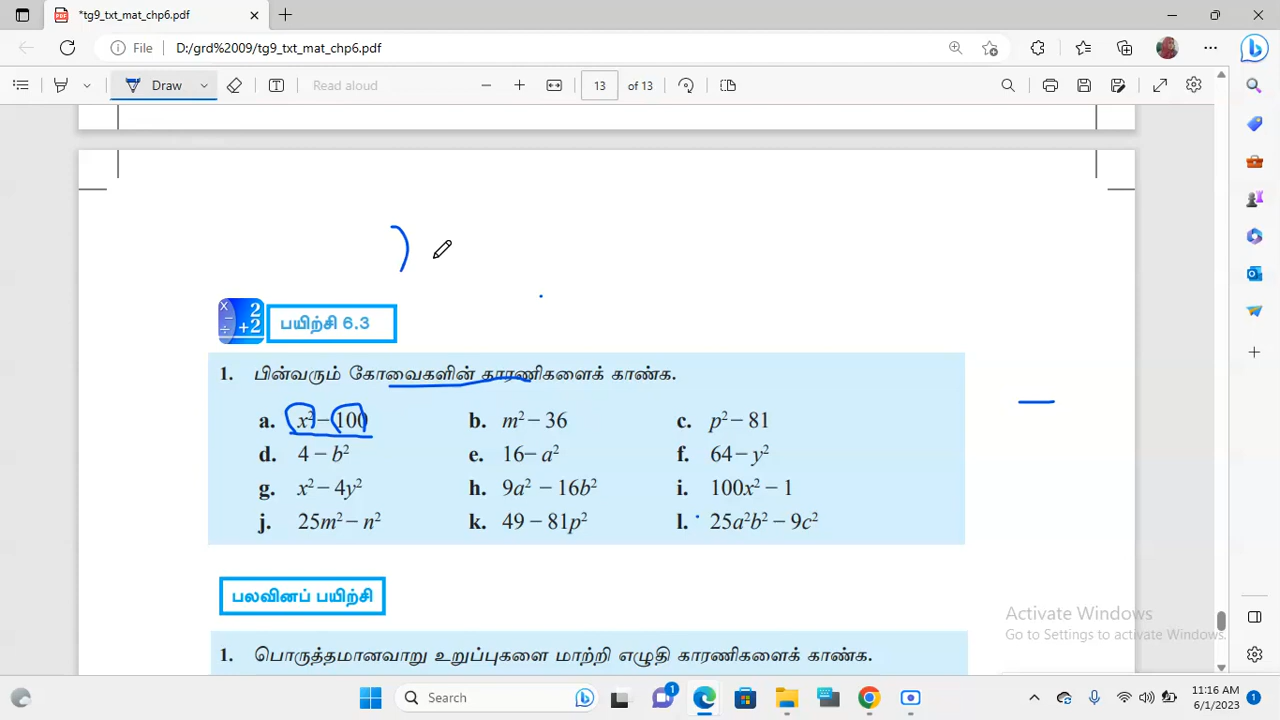 *tg9_txt_mat_chp6.pdf
File D:/grd%2009/tg9_txt_mat_chp6.pdf
Draw Read aloud 13 of 13
பயிற்சி 6.3
1. பின்வரும் கோவைகளின் காரணிகளைக் காண்க.
a. x² – 100 b. m² – 36 c. p² – 81
d. 4 – b² e. 16– a² f. 64 – y²
g. x² – 4y² h. 9a² – 16b² i. 100x² – 1
j. 25m² – n² k. 49 – 81p² l. 25a²b² – 9c²
பலவினப் பயிற்சி
Activate Windows
Go to Settings to activate Windows.
1. பொருத்தமானவாறு உறுப்புகளை மாற்றி எழுதி காரணிகளைக் காண்க.
Search
1
11:16 AM
6/1/2023